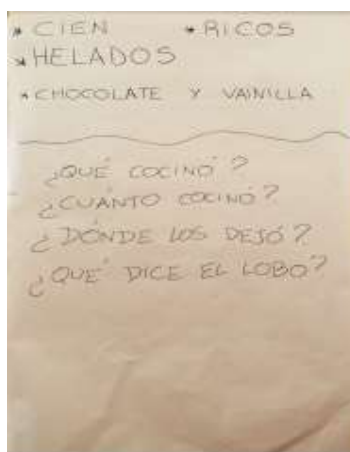 * CIEN * RICOS
* HELADOS
* CHOCOLATE Y VAINILLA
¿QUÉ COCINÓ?
¿CUÁNTO COCINÓ?
¿DÓNDE LOS DEJÓ?
¿QUÉ DICE EL LOBO?